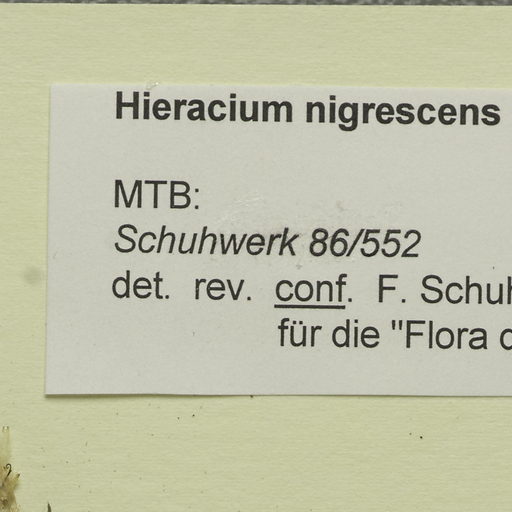 Hieracium nigrescens
MTB:
Schuhwerk 86/552
det. rev. conf. F. Schuh
für die "Flora